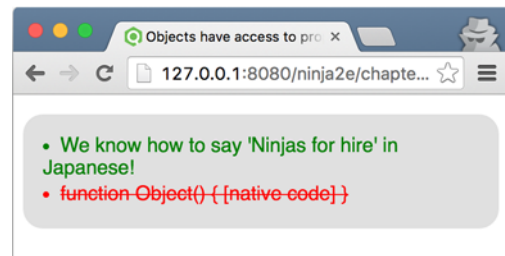 Objects have access to pro
127.0.0.1:8080/ninja2e/chapte...
• We know how to say 'Ninjas for hire' in
Japanese!
• function Object() { [native code] }